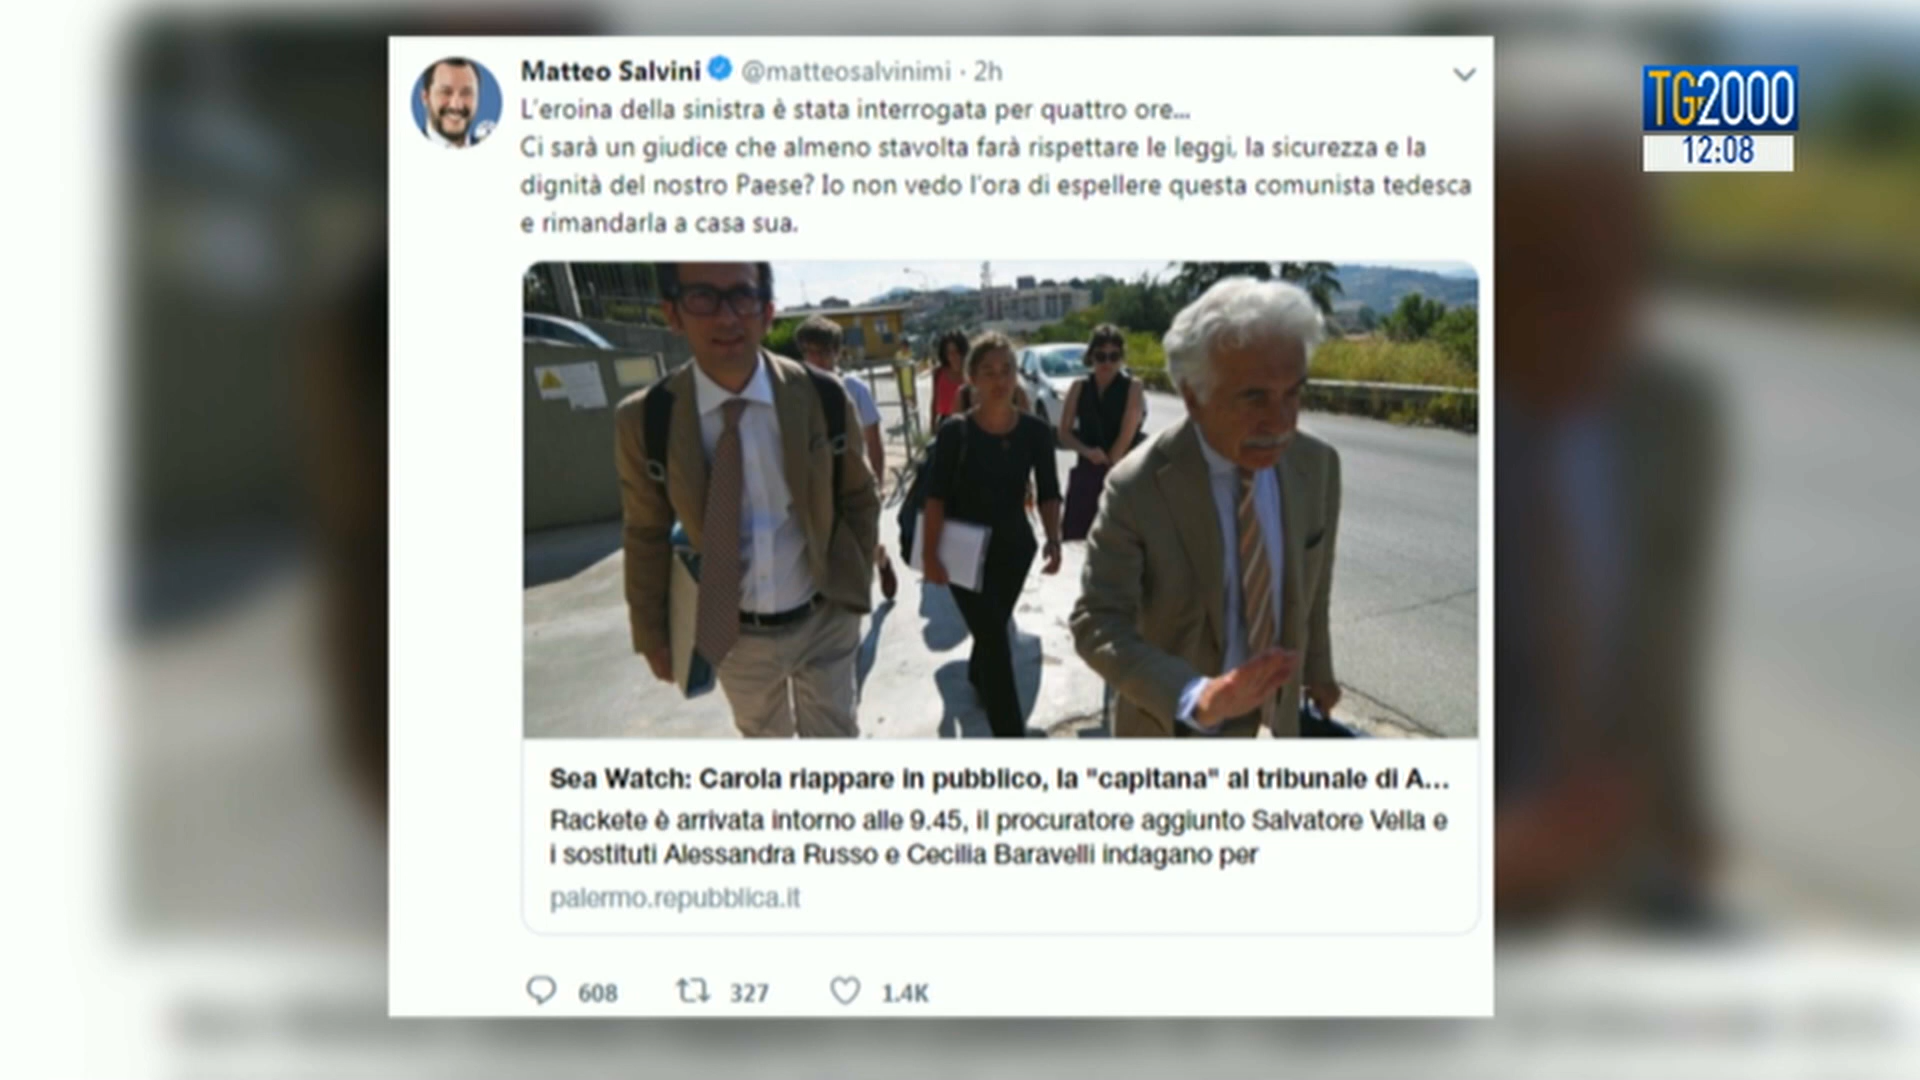 Matteo Salvini @matteosalvinimi · 2h
L'eroina della sinistra è stata interrogata per quattro ore...
Ci sarà un giudice che almeno stavolta farà rispettare le leggi, la sicurezza e la
dignità del nostro Paese? Io non vedo l'ora di espellere questa comunista tedesca
e rimandarla a casa sua.
Sea Watch: Carola riappare in pubblico, la "capitana" al tribunale di A...
Rackete è arrivata intorno alle 9.45, il procuratore aggiunto Salvatore Vella e
i sostituti Alessandra Russo e Cecilia Baravelli indagano per
palermo.repubblica.it
608 327 1.4K
TG2000
12:08